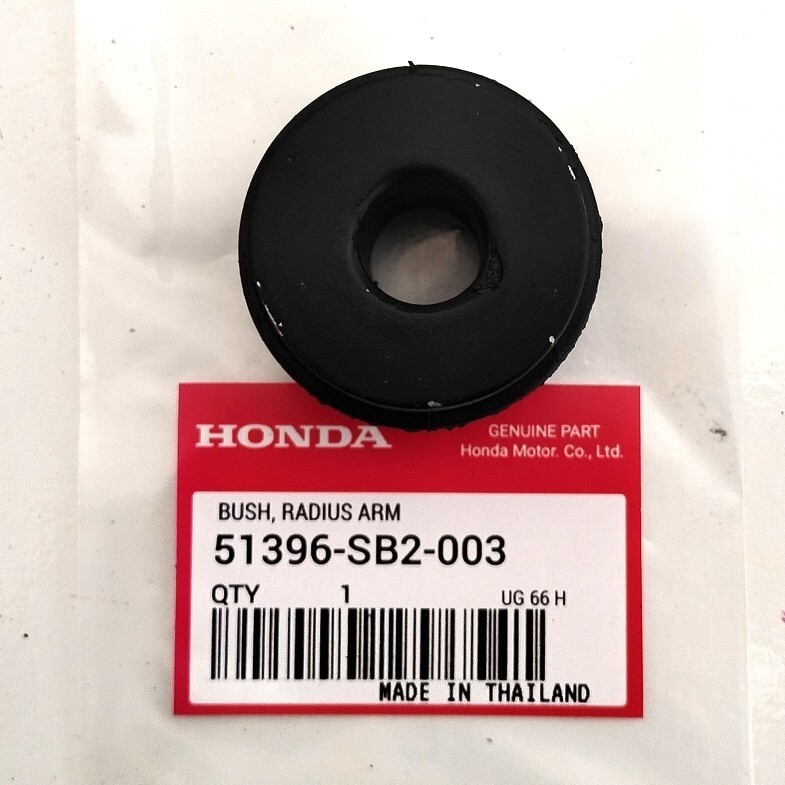 HONDA
GENUINE PART
Honda Motor. Co., Ltd.
BUSH, RADIUS ARM
51396-SB2-003
QTY 1 UG 66 H
MADE IN THAILAND